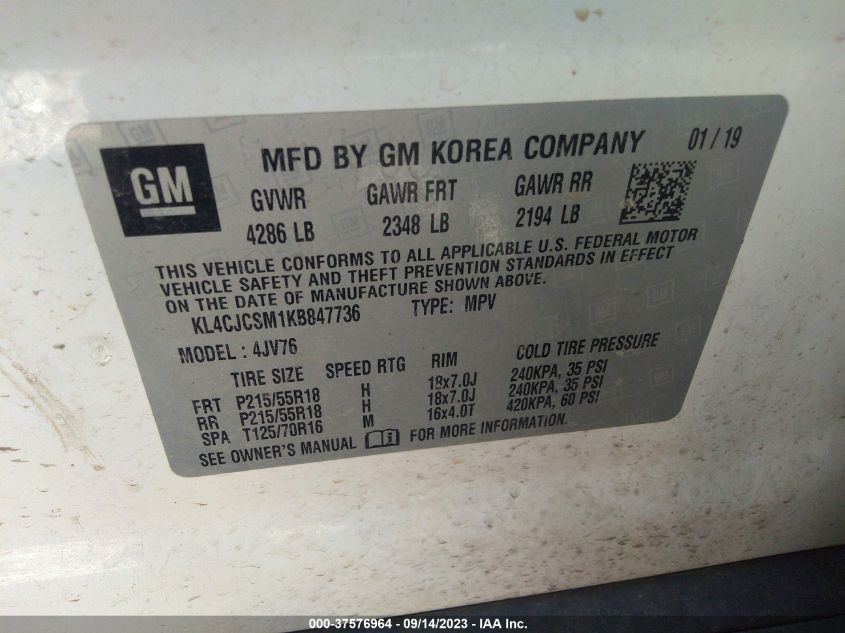 GM
MFD BY GM KOREA COMPANY 01 / 19
GVWR GAWR FRT GAWR RR
4286 LB 2348 LB 2194 LB
THIS VEHICLE CONFORMS TO ALL APPLICABLE U.S. FEDERAL MOTOR
VEHICLE SAFETY AND THEFT PREVENTION STANDARDS IN EFFECT
ON THE DATE OF MANUFACTURE SHOWN ABOVE.
KL4CJCSM1KB847736 TYPE: MPV
MODEL : 4JV76
TIRE SIZE SPEED RTG RIM COLD TIRE PRESSURE
FRT P215/55R18 H 18x7.0J 240KPA, 35 PSI
RR P215/55R18 H 18x7.0J 240KPA, 35 PSI
SPA T125/70R16 M 16x4.0T 420KPA, 60 PSI
SEE OWNER'S MANUAL FOR MORE INFORMATION.
000-37576964 - 09/14/2023 - IAA Inc.